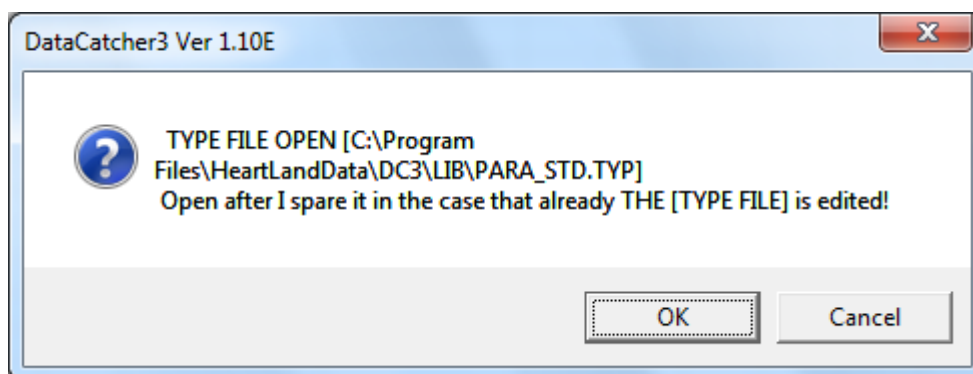 DataCatcher3 Ver 1.10E
TYPE FILE OPEN [C:\Program
Files\HeartLandData\DC3\LIB\PARA_STD.TYP]
Open after I spare it in the case that already THE [TYPE FILE] is edited!
OK
Cancel